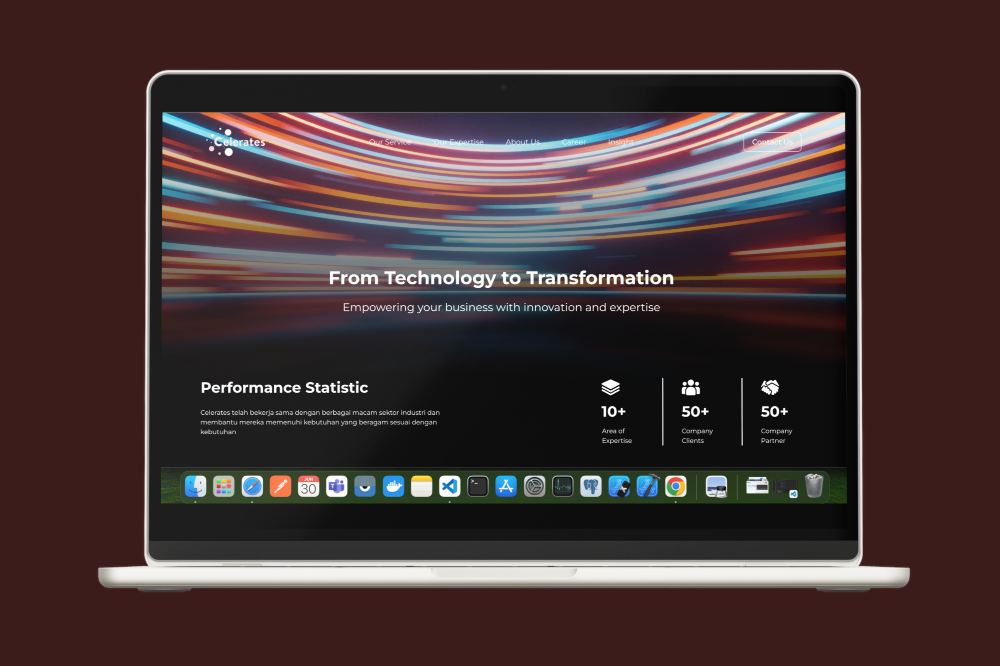 Celerates
Our Service
Our Expertise
About Us
Career
Insight
Contact Us
From Technology to Transformation
Empowering your business with innovation and expertise
Performance Statistic
Celerates telah bekerja sama dengan berbagai macam sektor industri dan
membantu mereka memenuhi kebutuhan yang beragam sesuai dengan
kebutuhan
10+
Area of
Expertise
50+
Company
Clients
50+
Company
Partner
JUN
30